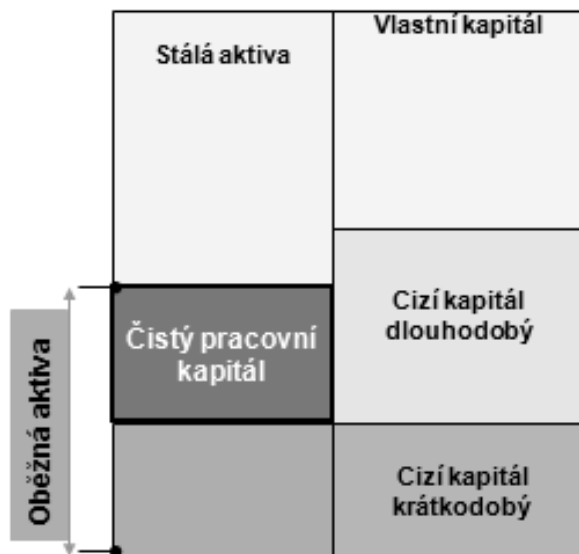 Stálá aktiva
Vlastní kapitál
Oběžná aktiva
Čistý pracovní
kapitál
Cizí kapitál
dlouhodobý
Cizí kapitál
krátkodobý